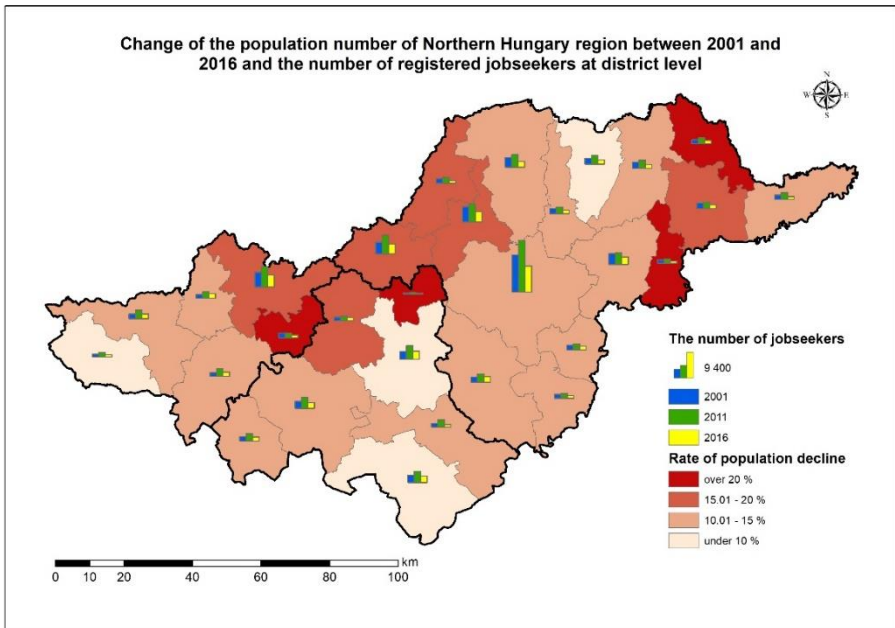 Change of the population number of Northern Hungary region between 2001 and
2016 and the number of registered jobseekers at district level
N
W E
S
The number of jobseekers
9 400
2001
2011
2016
Rate of population decline
over 20 %
15.01 - 20 %
10.01 - 15 %
under 10 %
km
0 10 20 40 60 80 100